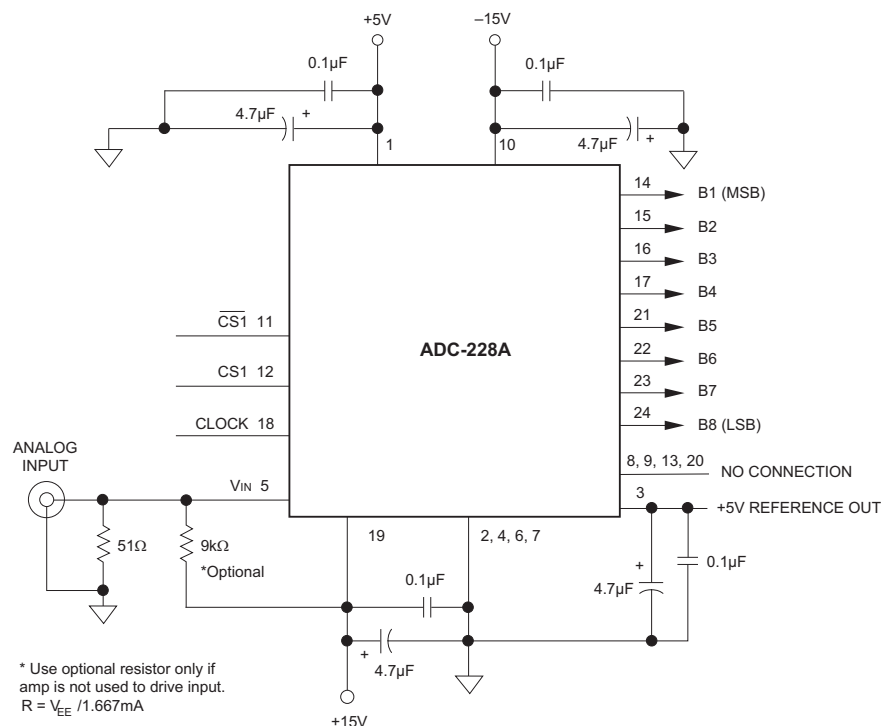 +5V
–15V
0.1µF
0.1µF
4.7µF
+
4.7µF
+
1
10
14
B1 (MSB)
15
B2
16
B3
17
B4
21
B5
22
B6
23
B7
24
B8 (LSB)
CS1 11
CS1 12
CLOCK 18
ADC-228A
ANALOG
INPUT
VIN 5
8, 9, 13, 20
NO CONNECTION
3
+5V REFERENCE OUT
19
2, 4, 6, 7
51Ω
9kΩ
*Optional
0.1µF
+
4.7µF
0.1µF
+
4.7µF
+15V
* Use optional resistor only if
amp is not used to drive input.
R = VEE /1.667mA